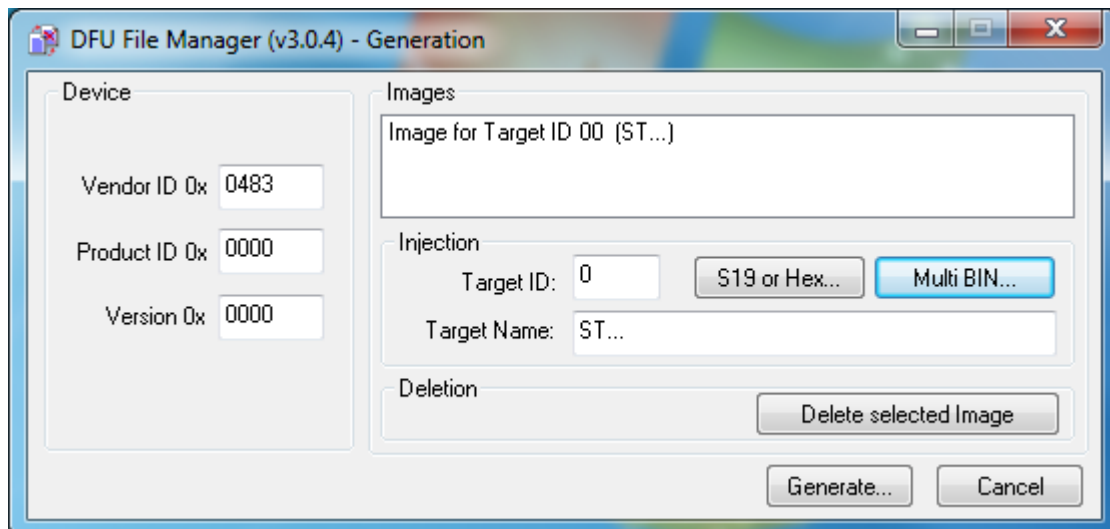 DFU File Manager (v3.0.4) - Generation
Device
Vendor ID 0x 0483
Product ID 0x 0000
Version 0x 0000
Images
Image for Target ID 00 (ST...)
Injection
Target ID: 0 S19 or Hex... Multi BIN...
Target Name: ST...
Deletion
Delete selected Image
Generate... Cancel